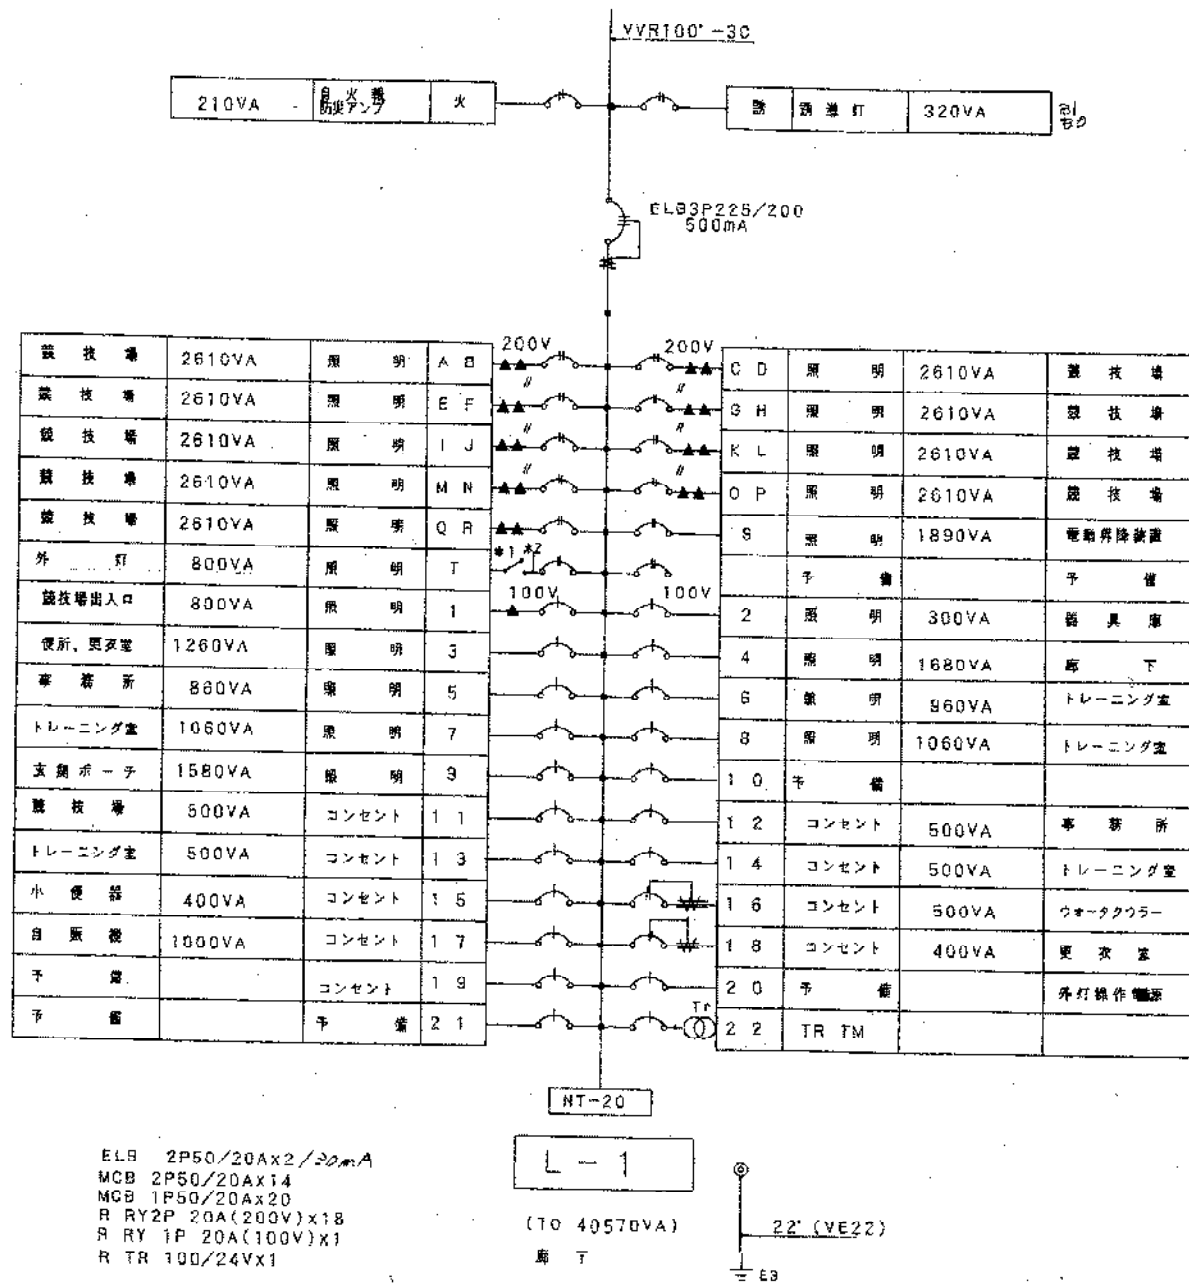 VVR100°-3C
210VA 自火報 防災アンプ 火
誘 誘導灯 320VA
ELB3P225/200
500mA
200V 200V
競技場 2610VA 照明 A B
C D 照明 2610VA 競技場
競技場 2610VA 照明 E F
〃 〃
G H 照明 2610VA 競技場
競技場 2610VA 照明 I J
〃 〃
K L 照明 2610VA 競技場
競技場 2610VA 照明 M N
〃 〃
O P 照明 2610VA 競技場
競技場 2610VA 照明 Q R
S 照明 1890VA 電動昇降装置
外灯 800VA 照明 T
*1 *2
予備 予備
競技場出入口 800VA 照明 1
100V 100V
2 照明 300VA 器具庫
便所、更衣室 1260VA 照明 3
4 照明 1680VA 廊下
事務所 860VA 照明 5
6 照明 960VA トレーニング室
トレーニング室 1060VA 照明 7
8 照明 1060VA トレーニング室
玄関ポーチ 1580VA 照明 9
10 予備
競技場 500VA コンセント 11
12 コンセント 500VA 事務所
トレーニング室 500VA コンセント 13
14 コンセント 500VA トレーニング室
小便器 400VA コンセント 15
16 コンセント 500VA ウォータクウラー
自販機 1000VA コンセント 17
18 コンセント 400VA 更衣室
予備 コンセント 19
20 予備 外灯操作電源
予備 予備 21
Tr
22 TR TM
NT-20
L-1
(TO 40570VA)
廊下
ELB 2P50/20Ax2/30mA
MCB 2P50/20Ax14
MCB 1P50/20Ax20
R RY2P 20A(200V)x18
R RY 1P 20A(100V)x1
R TR 100/24Vx1
22° (VE22)
E3